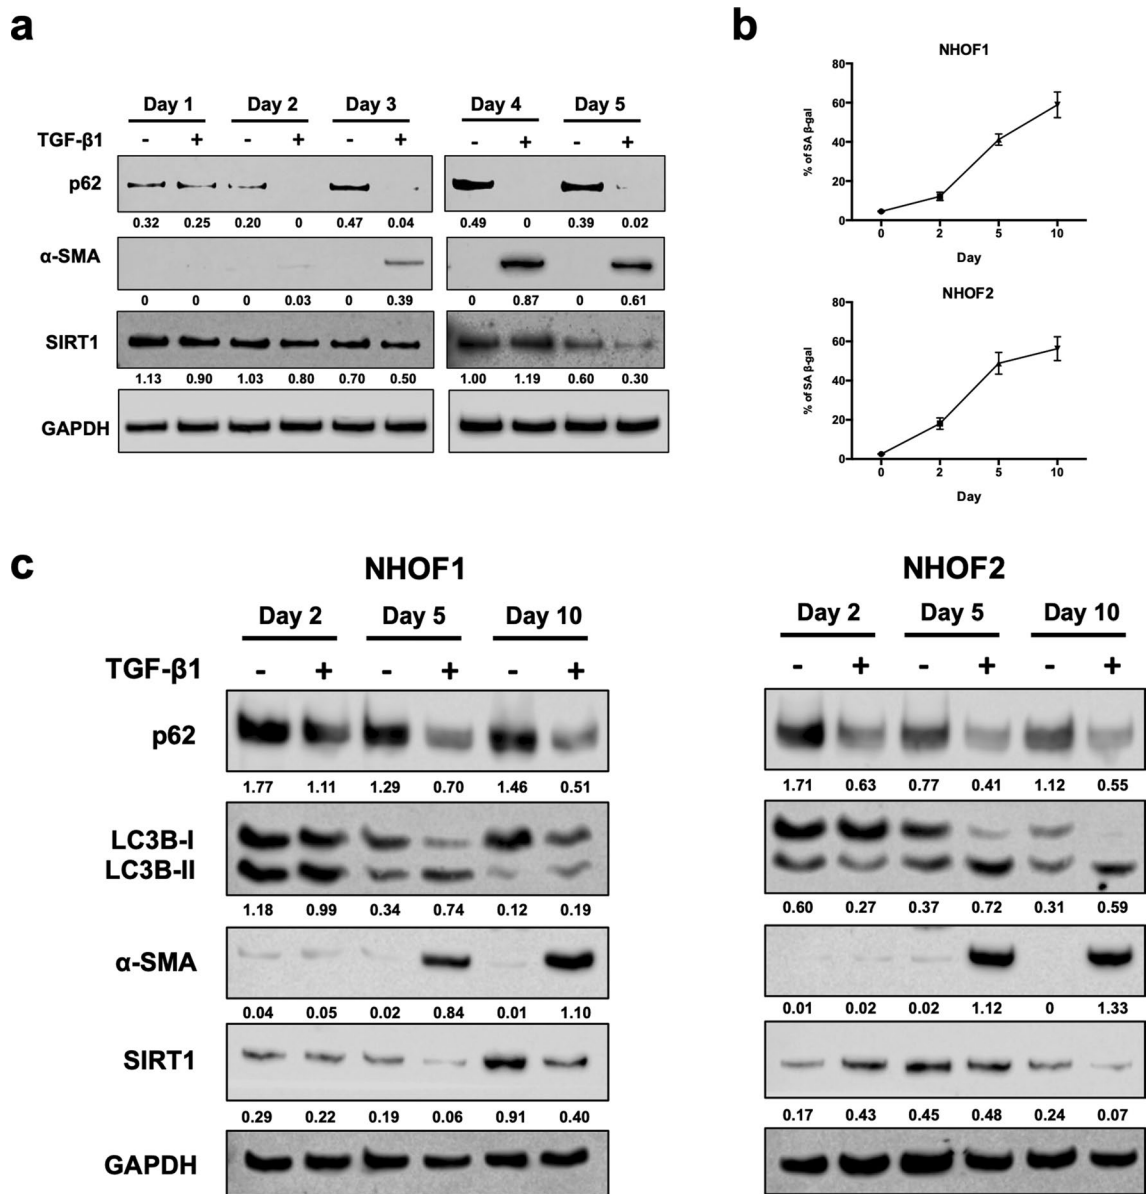 a
Day 1 Day 2 Day 3 Day 4 Day 5
TGF-β1 - + - + - + - + - +
p62
0.32 0.25 0.20 0 0.47 0.04 0.49 0 0.39 0.02
α-SMA
0 0 0 0.03 0 0.39 0 0.87 0 0.61
SIRT1
1.13 0.90 1.03 0.80 0.70 0.50 1.00 1.19 0.60 0.30
GAPDH
b
NHOF1
% of SA β-gal
80
60
40
20
0
0 2 5 10
Day
NHOF2
% of SA β-gal
80
60
40
20
0
0 2 5 10
Day
c
NHOF1
Day 2 Day 5 Day 10
TGF-β1 - + - + - +
p62
1.77 1.11 1.29 0.70 1.46 0.51
LC3B-I
LC3B-II
1.18 0.99 0.34 0.74 0.12 0.19
α-SMA
0.04 0.05 0.02 0.84 0.01 1.10
SIRT1
0.29 0.22 0.19 0.06 0.91 0.40
GAPDH
NHOF2
Day 2 Day 5 Day 10
- + - + - +
1.71 0.63 0.77 0.41 1.12 0.55
0.60 0.27 0.37 0.72 0.31 0.59
0.01 0.02 0.02 1.12 0 1.33
0.17 0.43 0.45 0.48 0.24 0.07